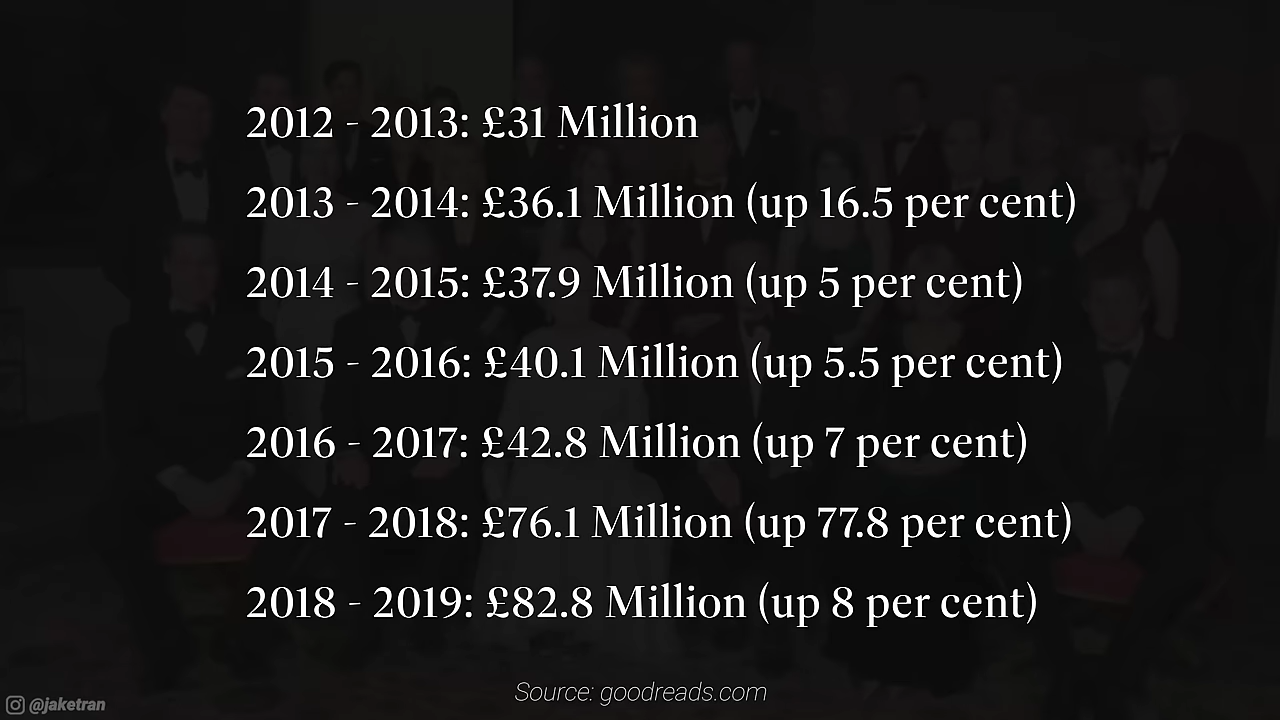 2012 - 2013: £31 Million
2013 - 2014: £36.1 Million (up 16.5 per cent)
2014 - 2015: £37.9 Million (up 5 per cent)
2015 - 2016: £40.1 Million (up 5.5 per cent)
2016 - 2017: £42.8 Million (up 7 per cent)
2017 - 2018: £76.1 Million (up 77.8 per cent)
2018 - 2019: £82.8 Million (up 8 per cent)
Source: goodreads.com
@jaketran